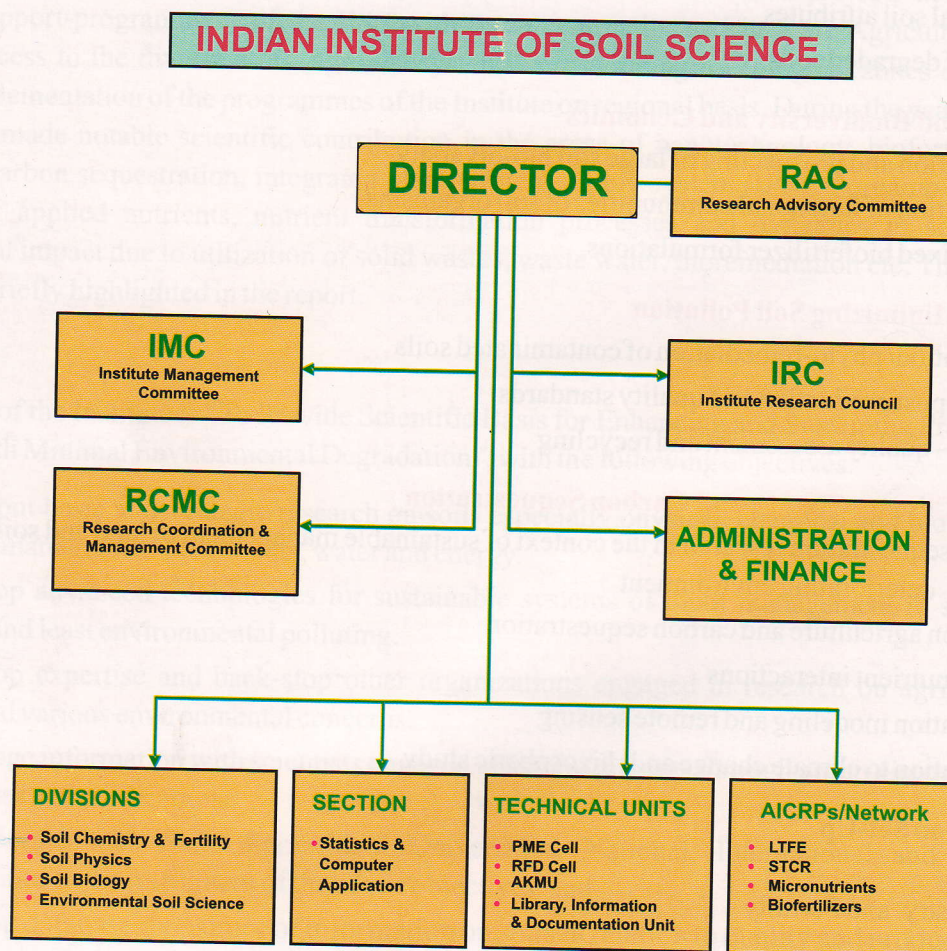 INDIAN INSTITUTE OF SOIL SCIENCE
DIRECTOR
RAC
Research Advisory Committee
IMC
Institute Management
Committee
IRC
Institute Research Council
RCMC
Research Coordination &
Management Committee
ADMINISTRATION
& FINANCE
DIVISIONS
• Soil Chemistry & Fertility
• Soil Physics
• Soil Biology
• Environmental Soil Science
SECTION
• Statistics &
Computer
Application
TECHNICAL UNITS
• PME Cell
• RFD Cell
• AKMU
• Library, Information
& Documentation Unit
AICRPs/Network
• LTFE
• STCR
• Micronutrients
• Biofertilizers